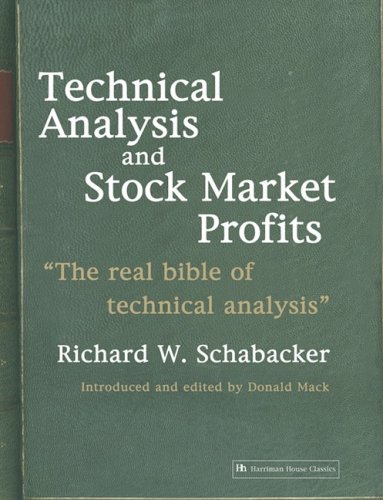 Technical
Analysis
and
Stock Market
Profits
“The real bible of
technical analysis”
Richard W. Schabacker
Introduced and edited by Donald Mack
Hh Harriman House Classics